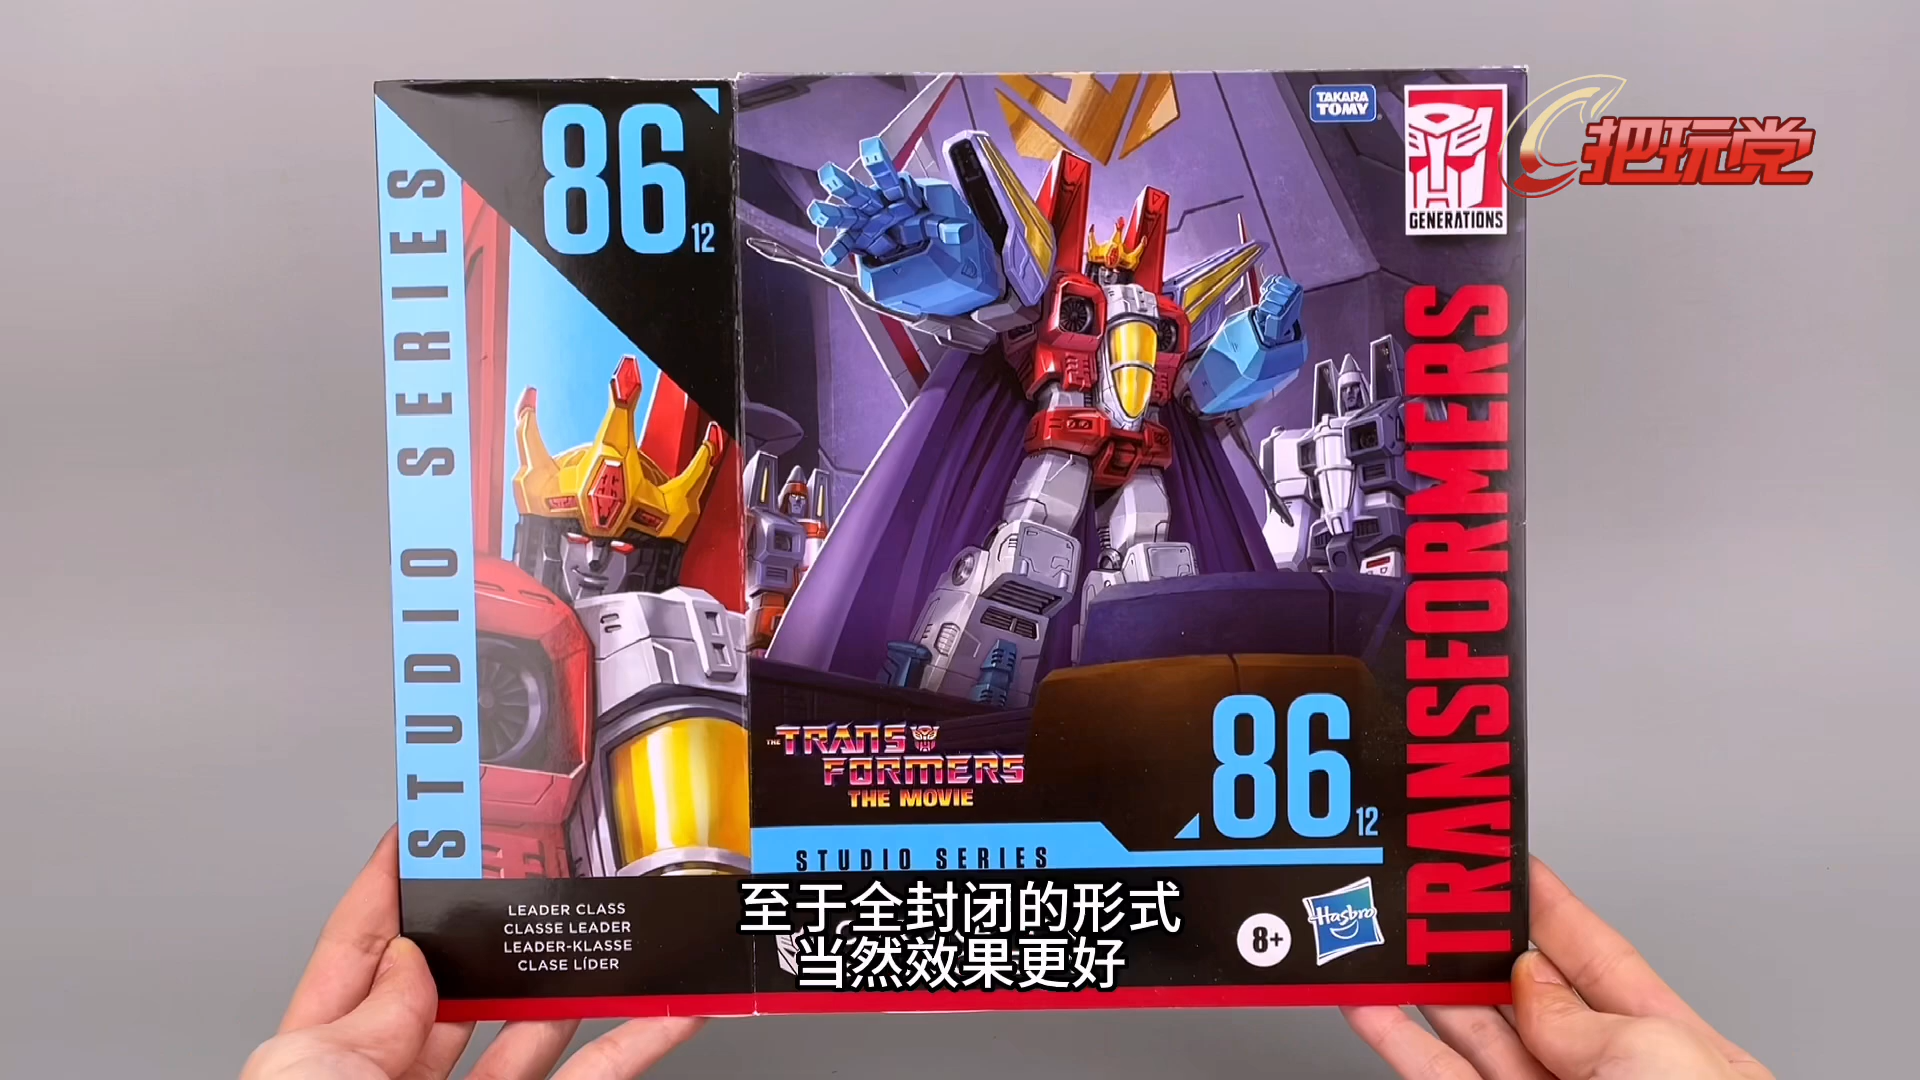 STUDIO SERIES
86
12
LEADER CLASS
CLASSE LEADER
LEADER-KLASSE
CLASE LÍDER
TAKARA
TOMY
GENERATIONS
把玩党
TRANSFORMERS
THE TRANSFORMERS
THE MOVIE
86
12
STUDIO SERIES
8+
Hasbro
至于全封闭的形式
当然效果更好